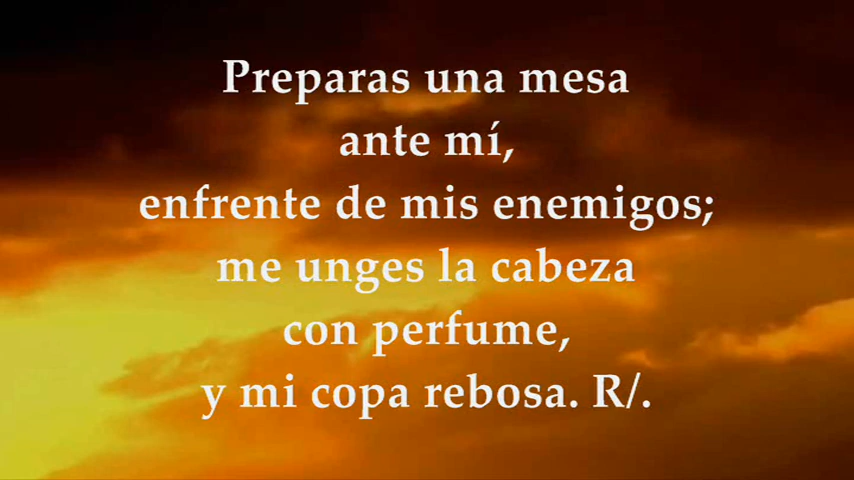 Preparas una mesa
ante mí,
enfrente de mis enemigos;
me unges la cabeza
con perfume,
y mi copa rebosa. R/.